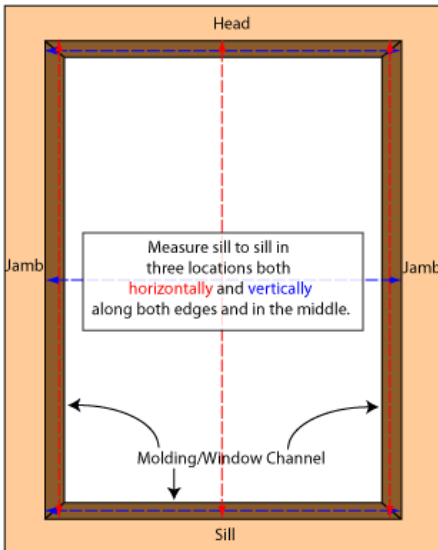 Head
Jamb
Jamb
Measure sill to sill in
three locations both
horizontally and vertically
along both edges and in the middle.
Molding/Window Channel
Sill